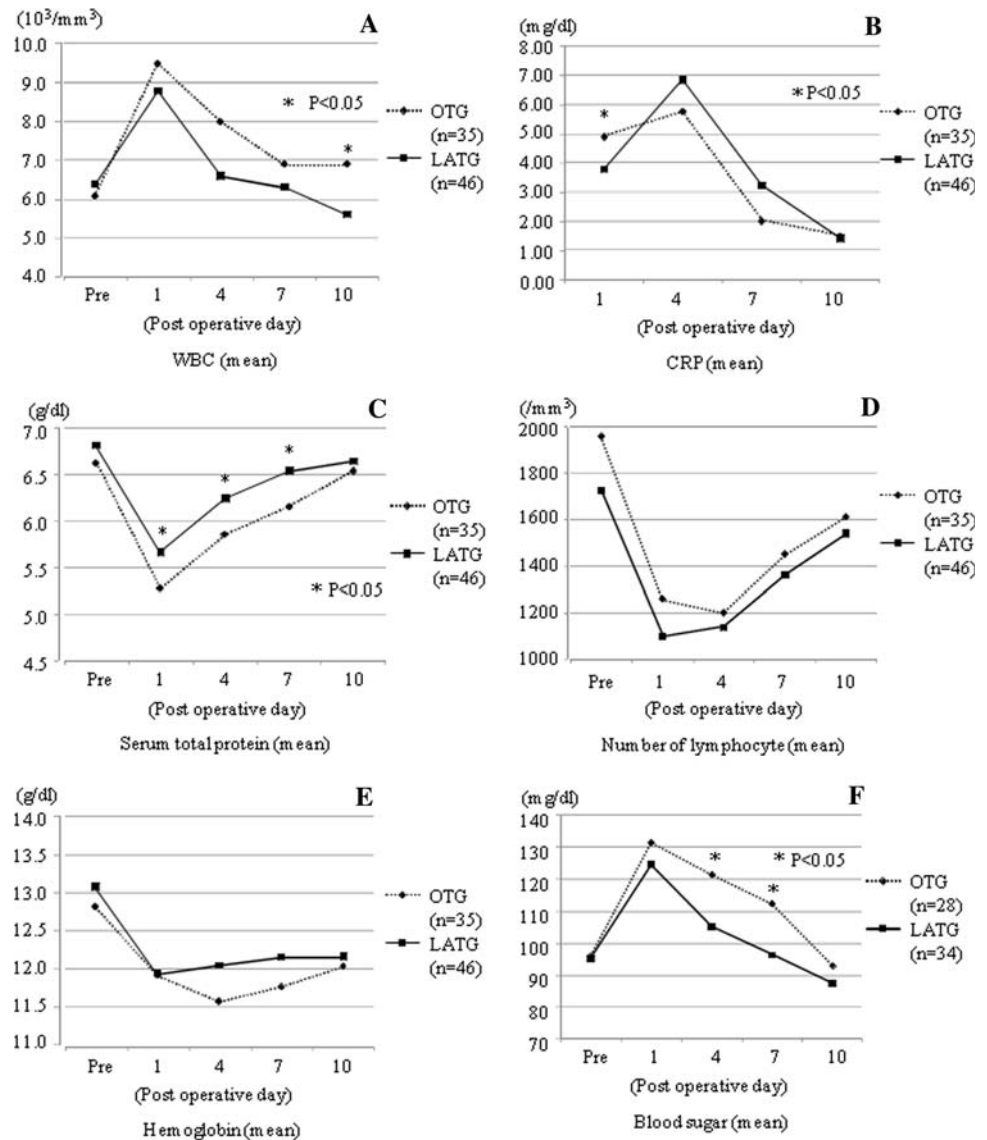 (10³/mm³)
A
10.0
9.0
8.0
7.0
6.0
5.0
4.0
* P<0.05
*
OTG
(n=35)
LATG
(n=46)
Pre 1 4 7 10
(Post operative day)
WBC (mean)
(mg/dl)
B
8.00
7.00
6.00
5.00
4.00
3.00
2.00
1.00
0.00
*
* P<0.05
OTG
(n=35)
LATG
(n=46)
1 4 7 10
(Post operative day)
CRP (mean)
(g/dl)
C
7.0
6.5
6.0
5.5
5.0
4.5
* * *
* P<0.05
OTG
(n=35)
LATG
(n=46)
Pre 1 4 7 10
(Post operative day)
Serum total protein (mean)
(/mm³)
D
2000
1800
1600
1400
1200
1000
OTG
(n=35)
LATG
(n=46)
Pre 1 4 7 10
(Post operative day)
Number of lymphocyte (mean)
(g/dl)
E
14.0
13.5
13.0
12.5
12.0
11.5
11.0
OTG
(n=35)
LATG
(n=46)
Pre 1 4 7 10
(Post operative day)
Hemoglobin (mean)
(mg/dl)
F
140
130
120
110
100
90
80
70
* *
* P<0.05
OTG
(n=28)
LATG
(n=34)
Pre 1 4 7 10
(Post operative day)
Blood sugar (mean)